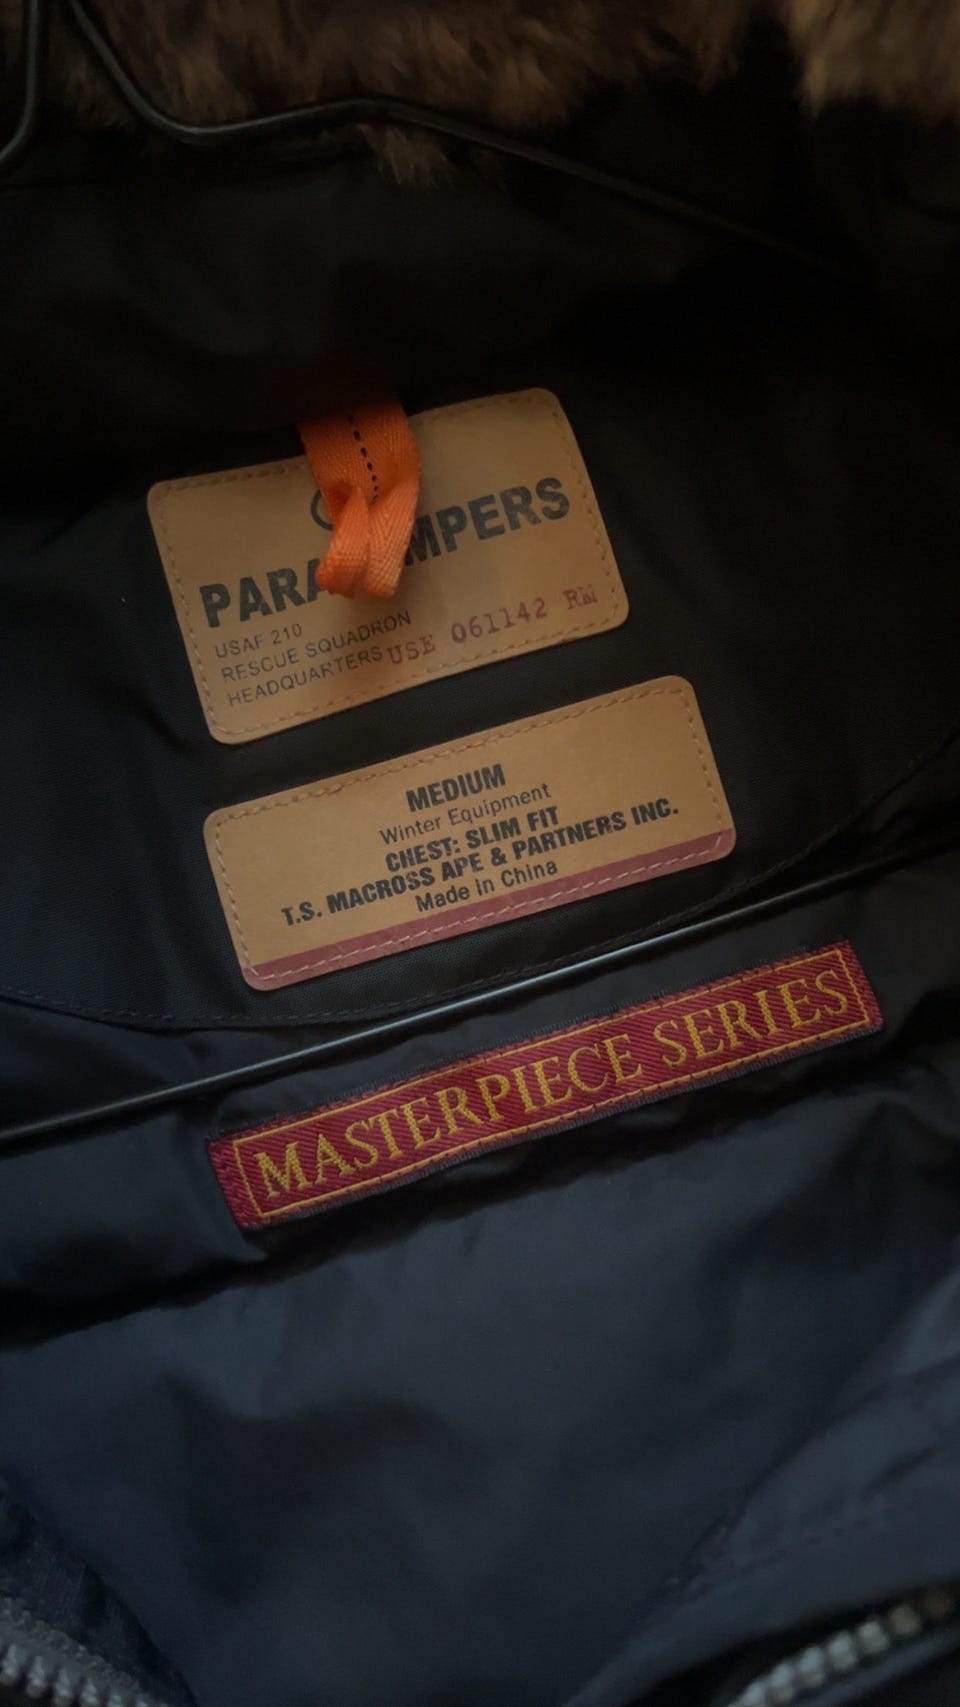 PARA MPERS
USAF 210
RESCUE SQUADRON
HEADQUARTERS USE 061142 RM
MEDIUM
Winter Equipment
CHEST: SLIM FIT
T.S. MACROSS APE & PARTNERS INC.
Made in China
MASTERPIECE SERIES